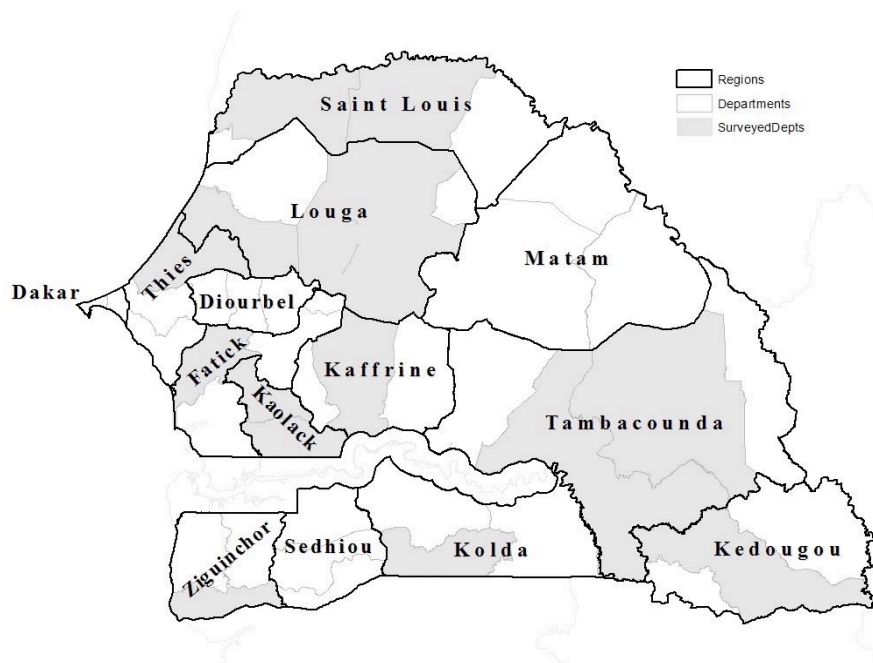 Regions
Departments
SurveyedDepts
Saint Louis
Louga
Matam
Thies
Dakar
Diourbel
Fatick
Kaffrine
Kaolack
Tambacounda
Ziguinchor
Sedhiou
Kolda
Kedougou